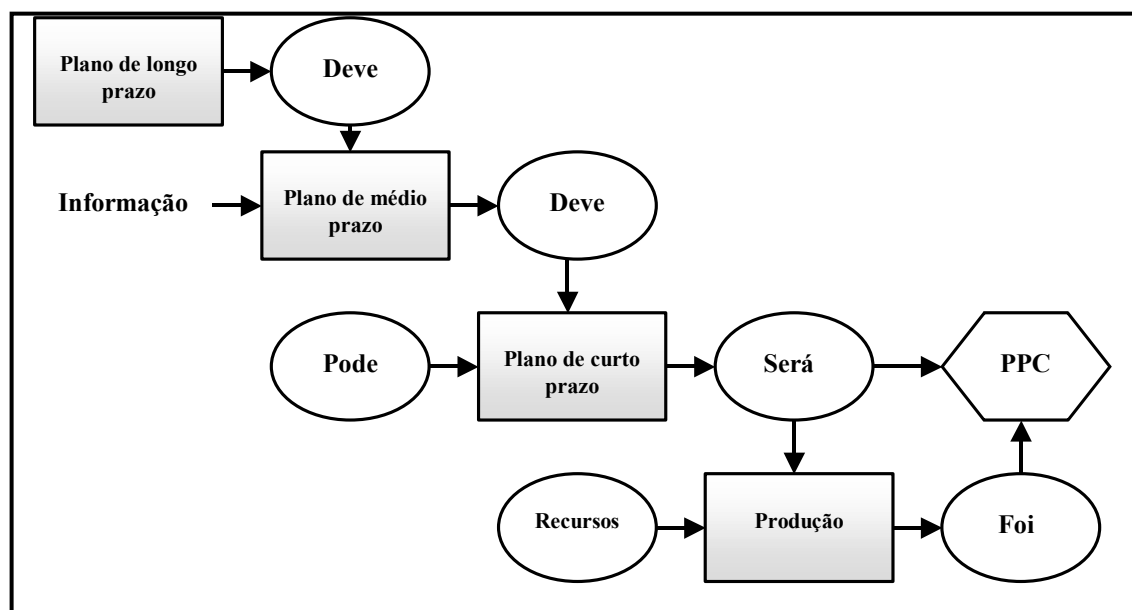 Plano de longo
prazo
Deve
Informação
Plano de médio
prazo
Deve
Pode
Plano de curto
prazo
Será
PPC
Recursos
Produção
Foi